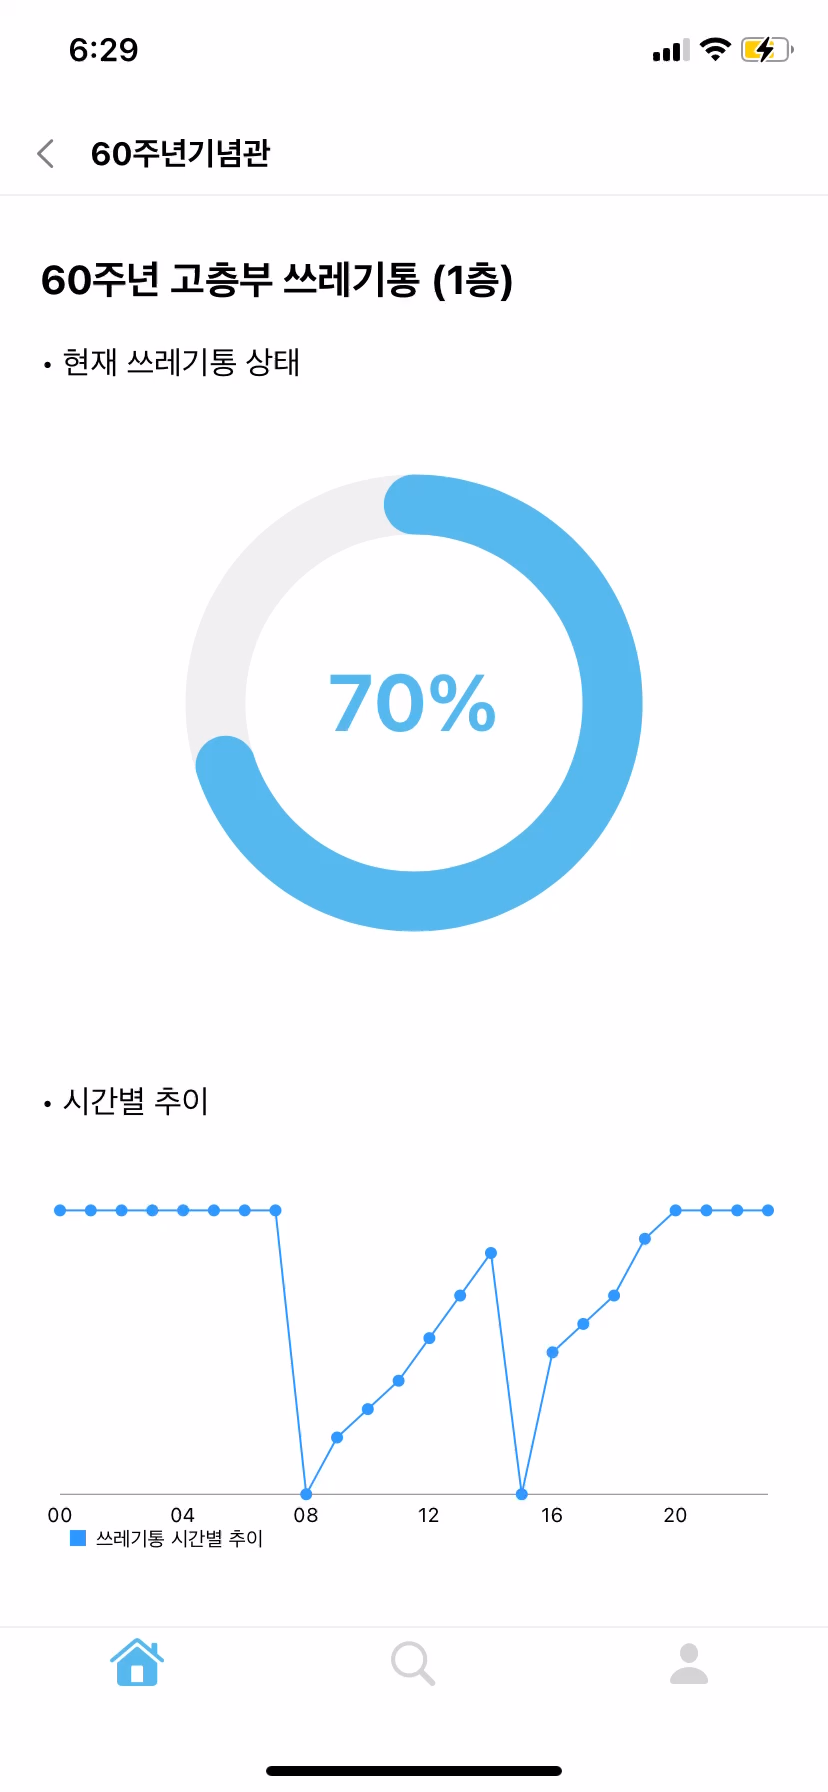 6:29
60주년기념관
60주년 고층부 쓰레기통 (1층)
• 현재 쓰레기통 상태
70%
• 시간별 추이
00 04 08 12 16 20
쓰레기통 시간별 추이